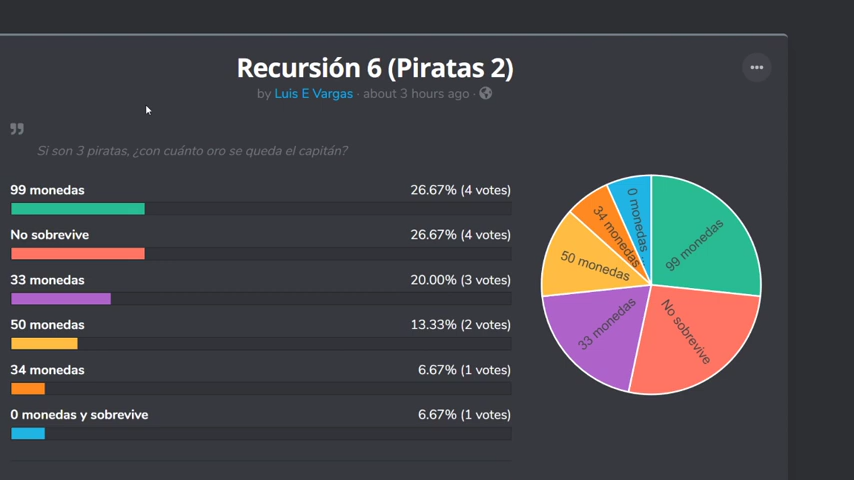 Recursión 6 (Piratas 2)
by Luis E Vargas · about 3 hours ago ·
Si son 3 piratas, ¿con cuánto oro se queda el capitán?
99 monedas 26.67% (4 votes)
No sobrevive 26.67% (4 votes)
33 monedas 20.00% (3 votes)
50 monedas 13.33% (2 votes)
34 monedas 6.67% (1 votes)
0 monedas y sobrevive 6.67% (1 votes)
99 monedas
No sobrevive
33 monedas
50 monedas
34 monedas
0 monedas